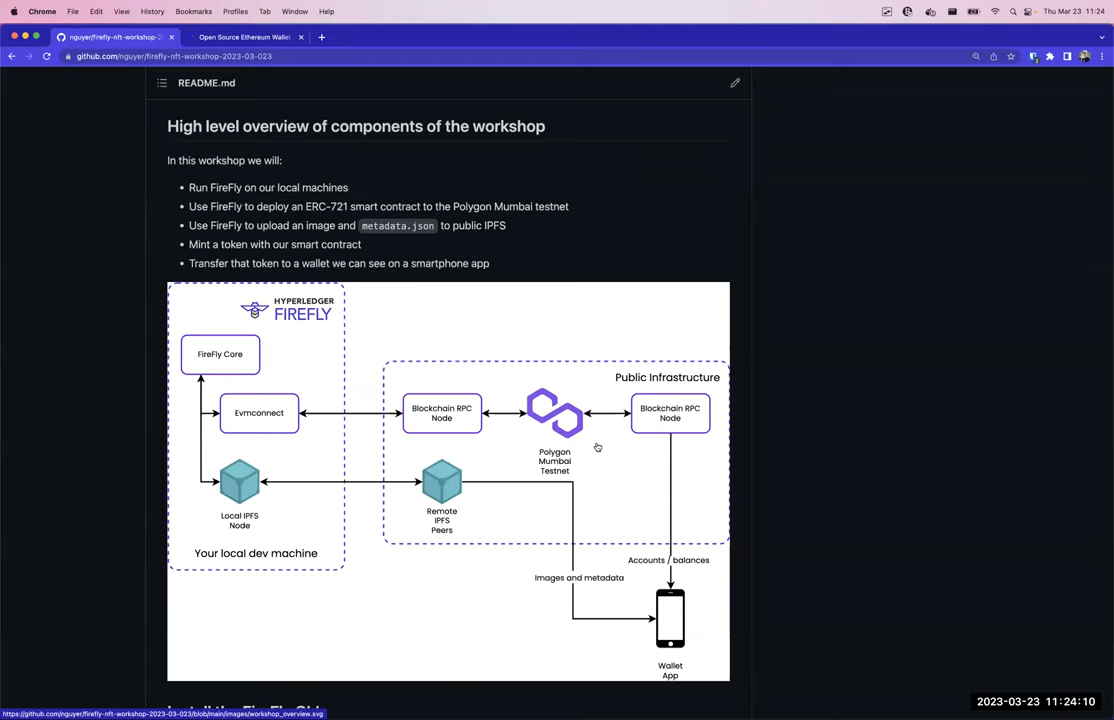 Chrome File Edit View History Bookmarks Profiles Tab Window Help
Thu Mar 23 11:24
nguyer/firefly-nft-workshop-2
Open Source Ethereum Wallet
github.com/nguyer/firefly-nft-workshop-2023-03-023
README.md
High level overview of components of the workshop
In this workshop we will:
Run FireFly on our local machines
Use FireFly to deploy an ERC-721 smart contract to the Polygon Mumbai testnet
Use FireFly to upload an image and metadata.json to public IPFS
Mint a token with our smart contract
Transfer that token to a wallet we can see on a smartphone app
HYPERLEDGER
FIREFLY
FireFly Core
Public Infrastructure
Evmconnect
Blockchain RPC
Node
Blockchain RPC
Node
Polygon
Mumbai
Testnet
Local IPFS
Node
Remote
IPFS
Peers
Your local dev machine
Accounts / balances
Images and metadata
Wallet
App
https://github.com/nguyer/firefly-nft-workshop-2023-03-023/blob/main/images/workshop_overview.svg
2023-03-23 11:24:10